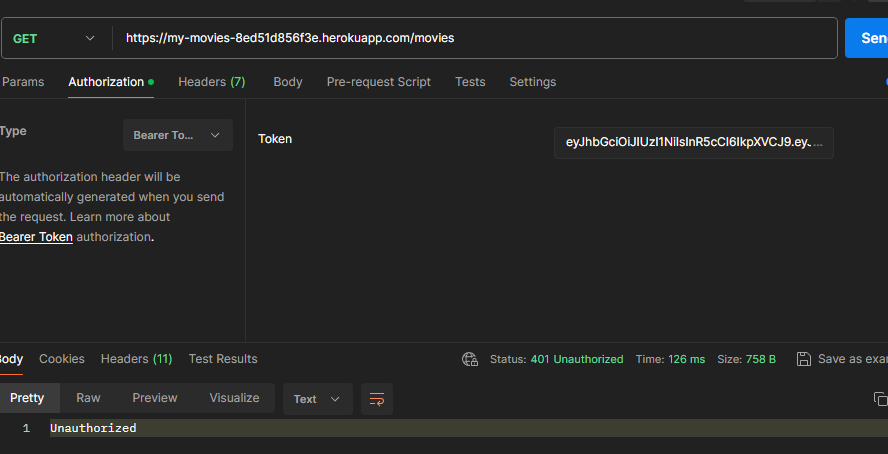 GET https://my-movies-8ed51d856f3e.herokuapp.com/movies Sen
Params Authorization Headers (7) Body Pre-request Script Tests Settings
Type Bearer To... Token eyJhbGciOiJIUzI1NiIsInR5cCI6IkpXVCJ9.ey. ...
The authorization header will be
automatically generated when you send
the request. Learn more about
Bearer Token authorization.
Body Cookies Headers (11) Test Results Status: 401 Unauthorized Time: 126 ms Size: 758 B Save as exam
Pretty Raw Preview Visualize Text
1 Unauthorized